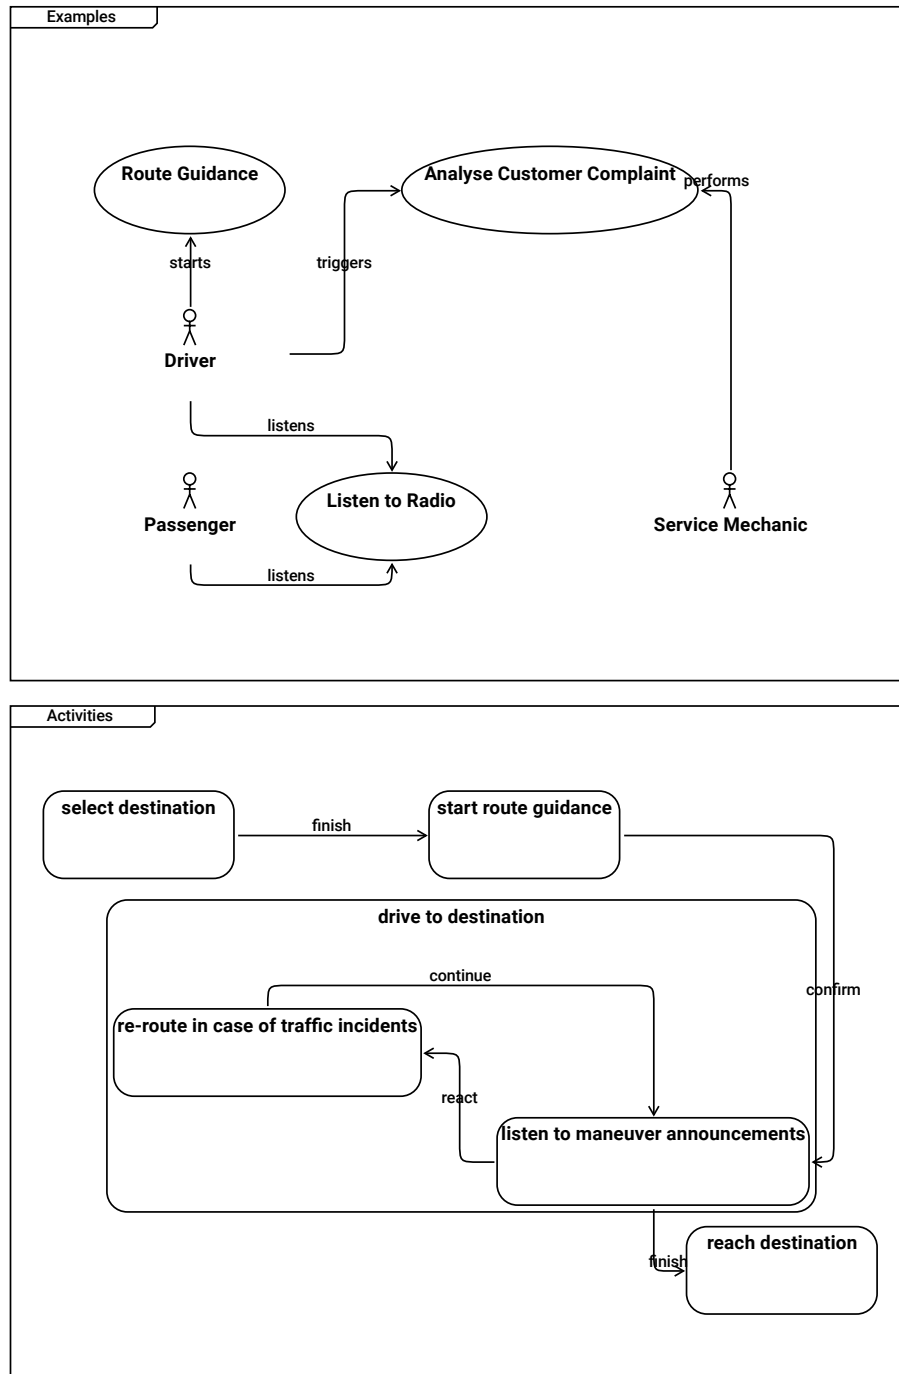 Examples
Route Guidance
Analyse Customer Complaint
performs
starts
triggers
Driver
listens
Listen to Radio
Passenger
Service Mechanic
listens
Activities
select destination
start route guidance
finish
drive to destination
continue
confirm
re-route in case of traffic incidents
react
listen to maneuver announcements
reach destination
finish